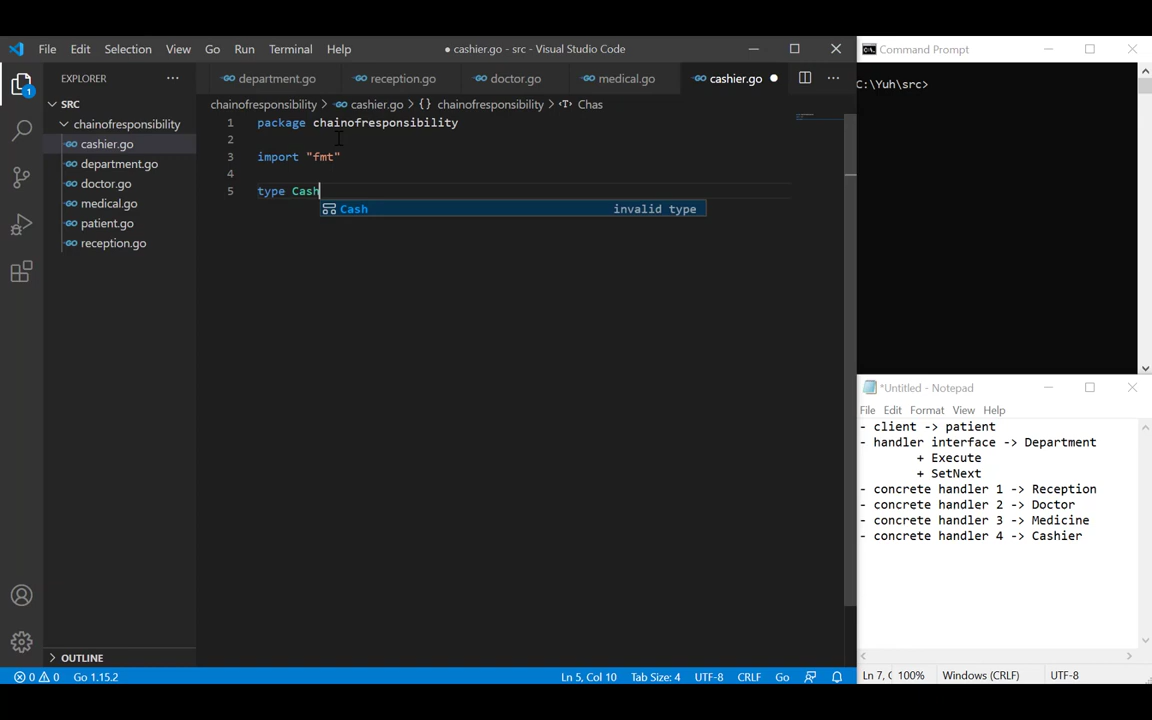 File Edit Selection View Go Run Terminal Help
● cashier.go - src - Visual Studio Code
EXPLORER ...
SRC
chainofresponsibility
cashier.go
department.go
doctor.go
medical.go
patient.go
reception.go
OUTLINE
1
department.go reception.go doctor.go medical.go cashier.go ●
chainofresponsibility > cashier.go > {} chainofresponsibility > Chas
1 package chainofresponsibility
2
3 import "fmt"
4
5 type Cash
Cash invalid type
0 0 Go 1.15.2
Ln 5, Col 10 Tab Size: 4 UTF-8 CRLF Go
Command Prompt
C:\Yuh\src>
*Untitled - Notepad
File Edit Format View Help
- client -> patient
- handler interface -> Department
+ Execute
+ SetNext
- concrete handler 1 -> Reception
- concrete handler 2 -> Doctor
- concrete handler 3 -> Medicine
- concrete handler 4 -> Cashier
Ln 7, 100% Windows (CRLF) UTF-8